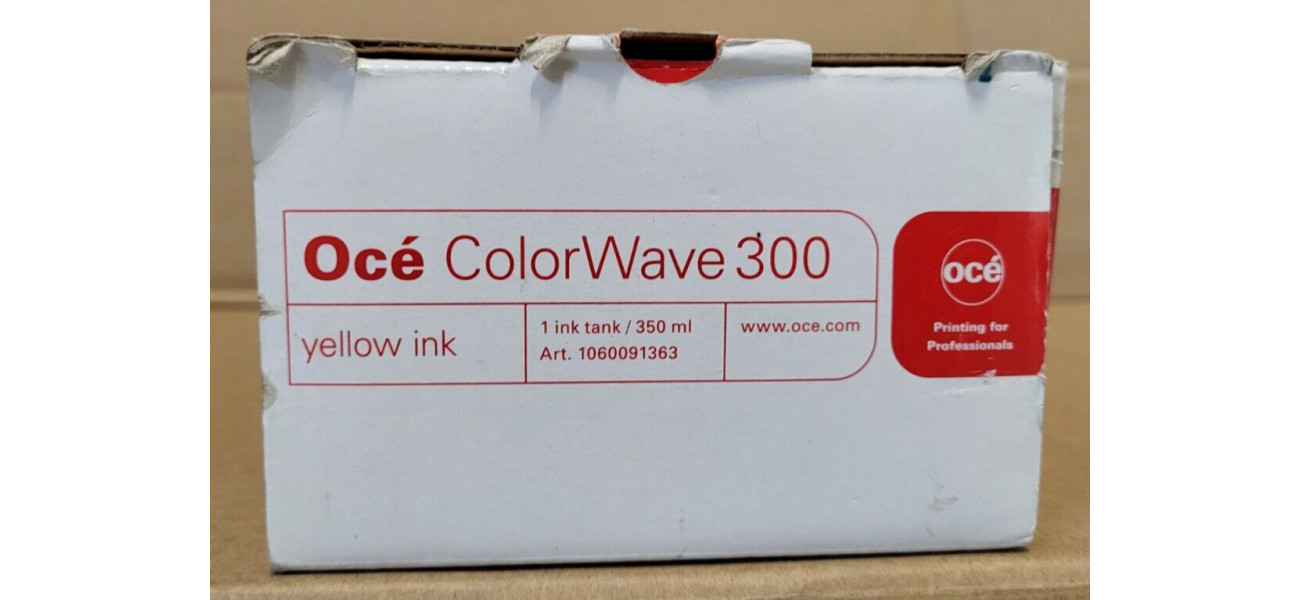 Océ ColorWave 300
yellow ink
1 ink tank / 350 ml
Art. 1060091363
www.oce.com
océ
Printing for
Professionals